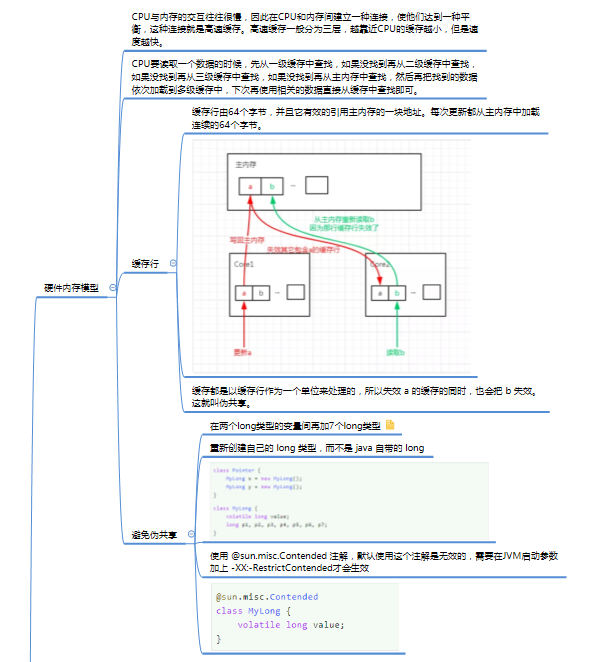 CPU与内存的交互往往很慢，因此在CPU和内存间建立一种连接，使他们达到一种平
衡，这种连接就是高速缓存。高速缓存一般分为三层，越靠近CPU的缓存越小，但是速
度越快。
CPU要读取一个数据的时候，先从一级缓存中查找，如果没找到再从二级缓存中查找，
如果没找到再从三级缓存中查找，如果没找到再从主内存中查找，然后再把找到的数据
依次加载到多级缓存中，下次再使用相关的数据直接从缓存中查找即可。
缓存行由64个字节，并且它有效的引用主内存的一块地址。每次更新都从主内存中加载
连续的64个字节。
主内存
a b ...
从主内存重新读取b
因为那行缓存行失效了
写回主内存
失效其它包含a的缓存行
Core1
Core2
a b ...
a b ...
更新a
读取b
缓存行
硬件内存模型
缓存都是以缓存行作为一个单位来处理的，所以失效 a 的缓存的同时，也会把 b 失效。
这就叫伪共享。
在两个long类型的变量间再加7个long类型
重新创建自己的 long 类型，而不是 java 自带的 long
class Pointer {
MyLong x = new MyLong();
MyLong y = new MyLong();
}
class MyLong {
volatile long value;
long p1, p2, p3, p4, p5, p6, p7;
}
避免伪共享
使用 @sun.misc.Contended 注解，默认使用这个注解是无效的，需要在JVM启动参数
加上 -XX:-RestrictContended才会生效
@sun.misc.Contended
class MyLong {
volatile long value;
}